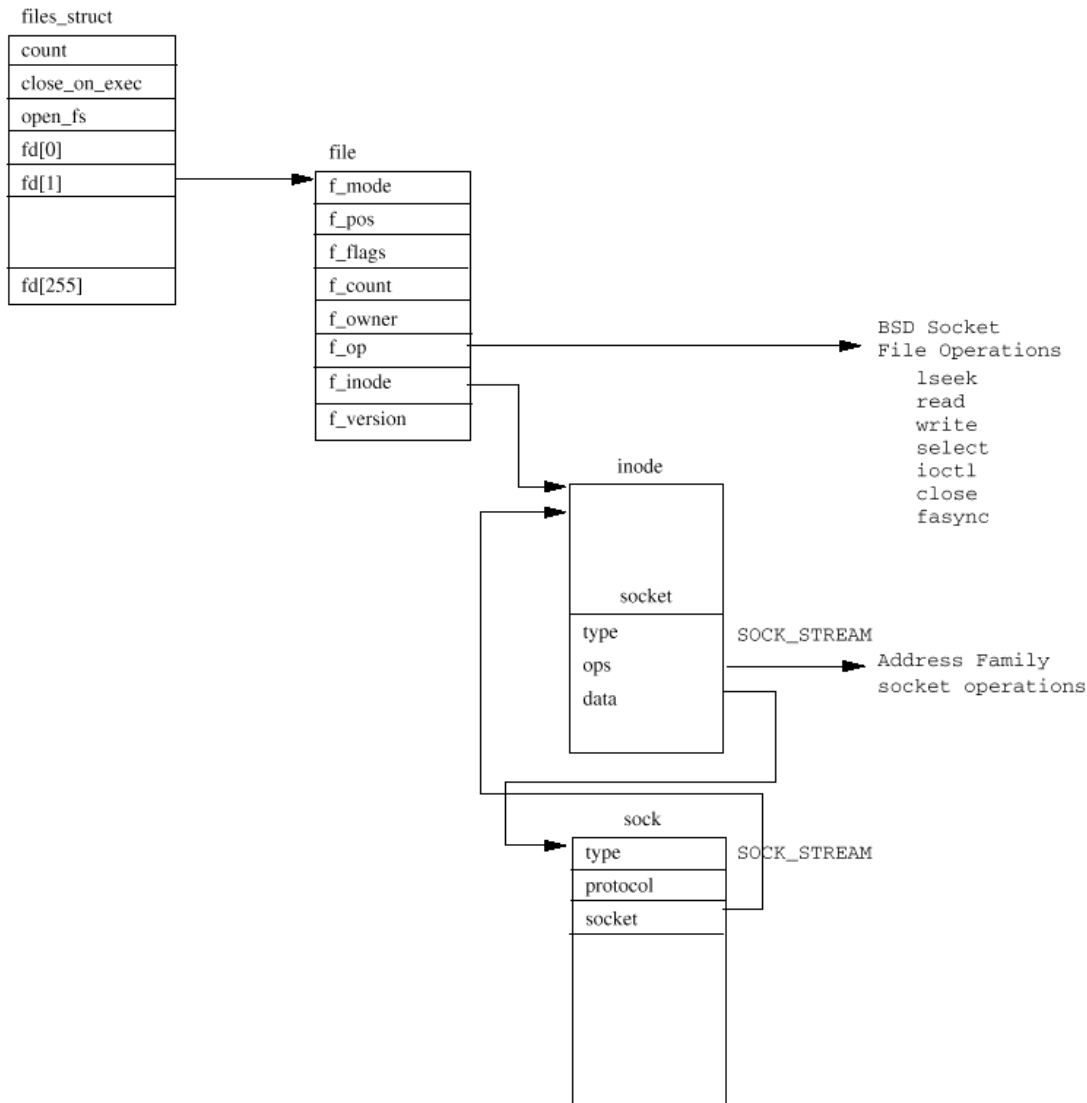 files_struct
count
close_on_exec
open_fs
fd[0]
fd[1]
fd[255]
file
f_mode
f_pos
f_flags
f_count
f_owner
f_op
f_inode
f_version
BSD Socket
File Operations
lseek
read
write
select
ioctl
close
fasync
inode
socket
type
SOCK_STREAM
ops
data
Address Family
socket operations
sock
type
SOCK_STREAM
protocol
socket